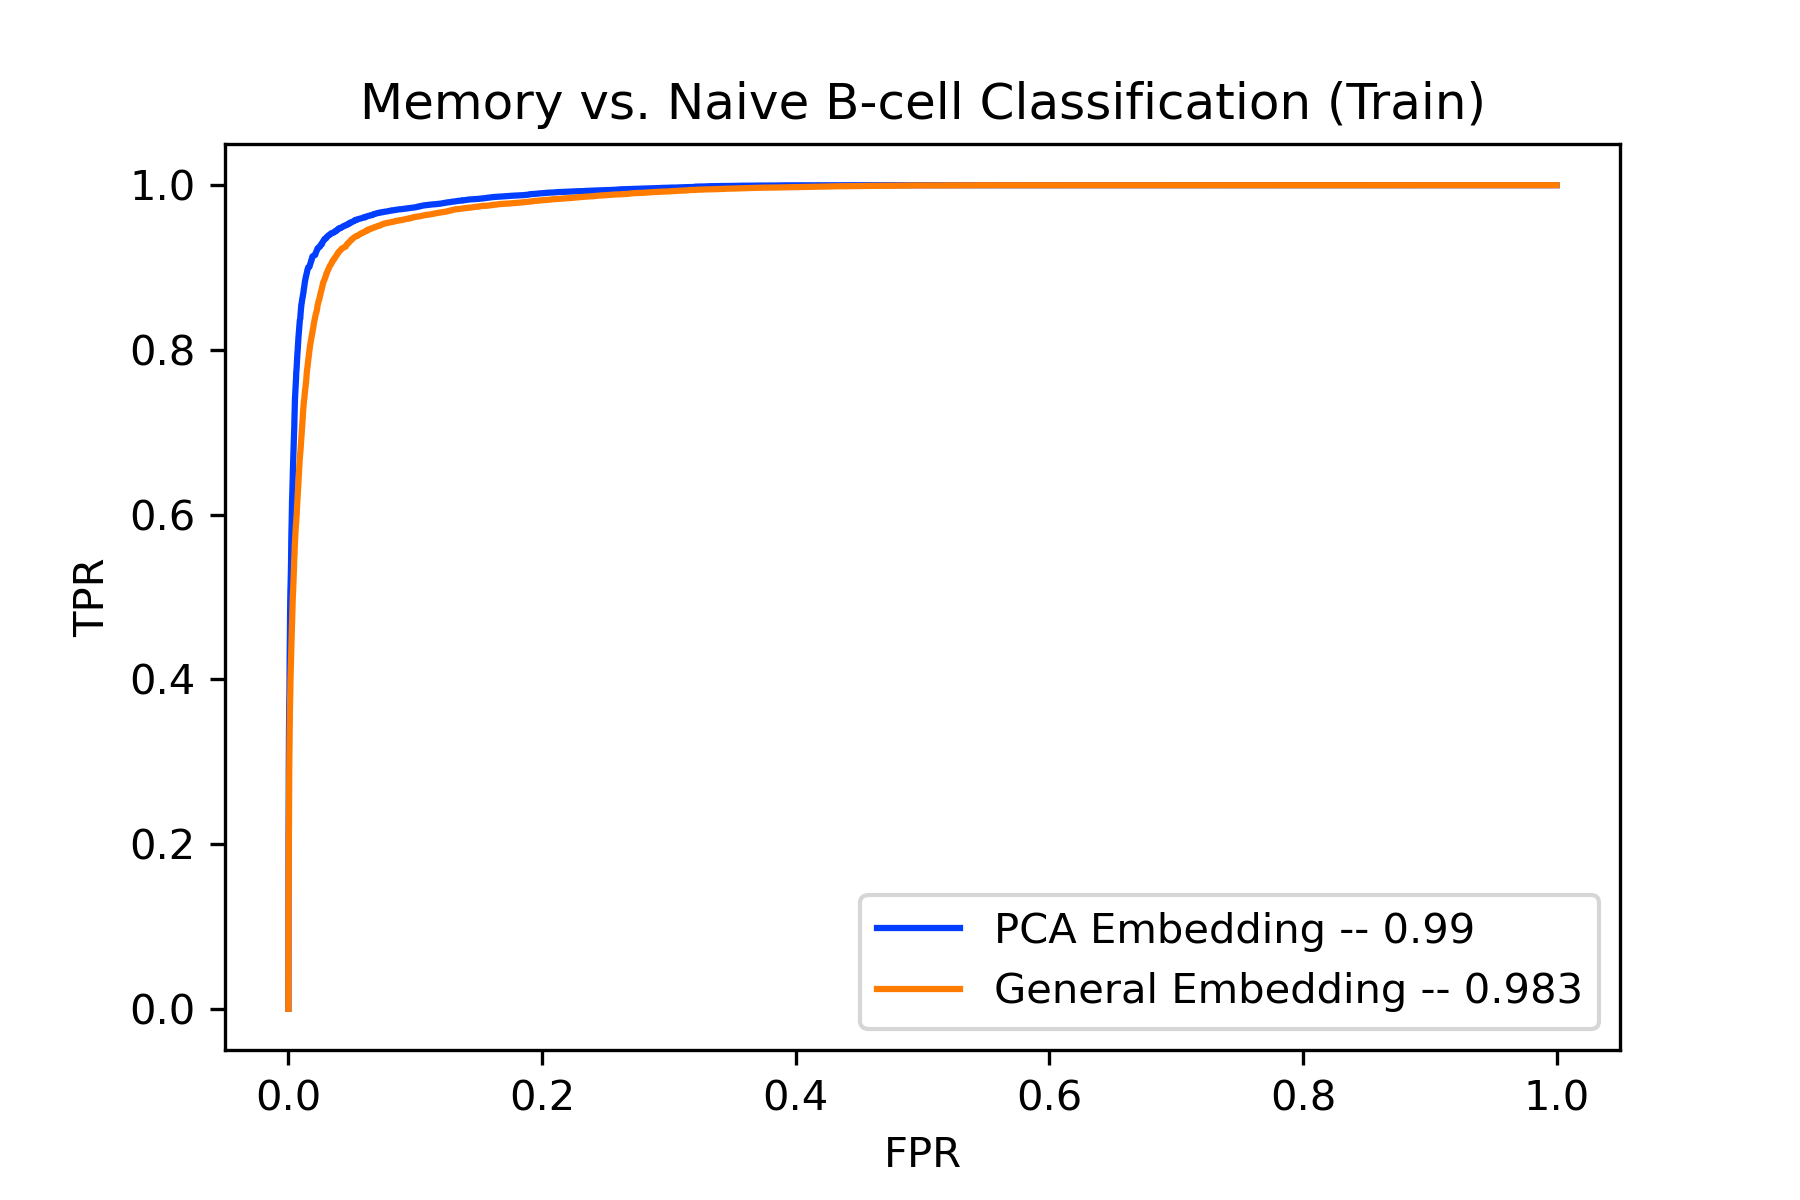 Memory vs. Naive B-cell Classification (Train)
1.0
0.8
0.6
0.4
0.2
0.0
TPR
PCA Embedding -- 0.99
General Embedding -- 0.983
0.0 0.2 0.4 0.6 0.8 1.0
FPR